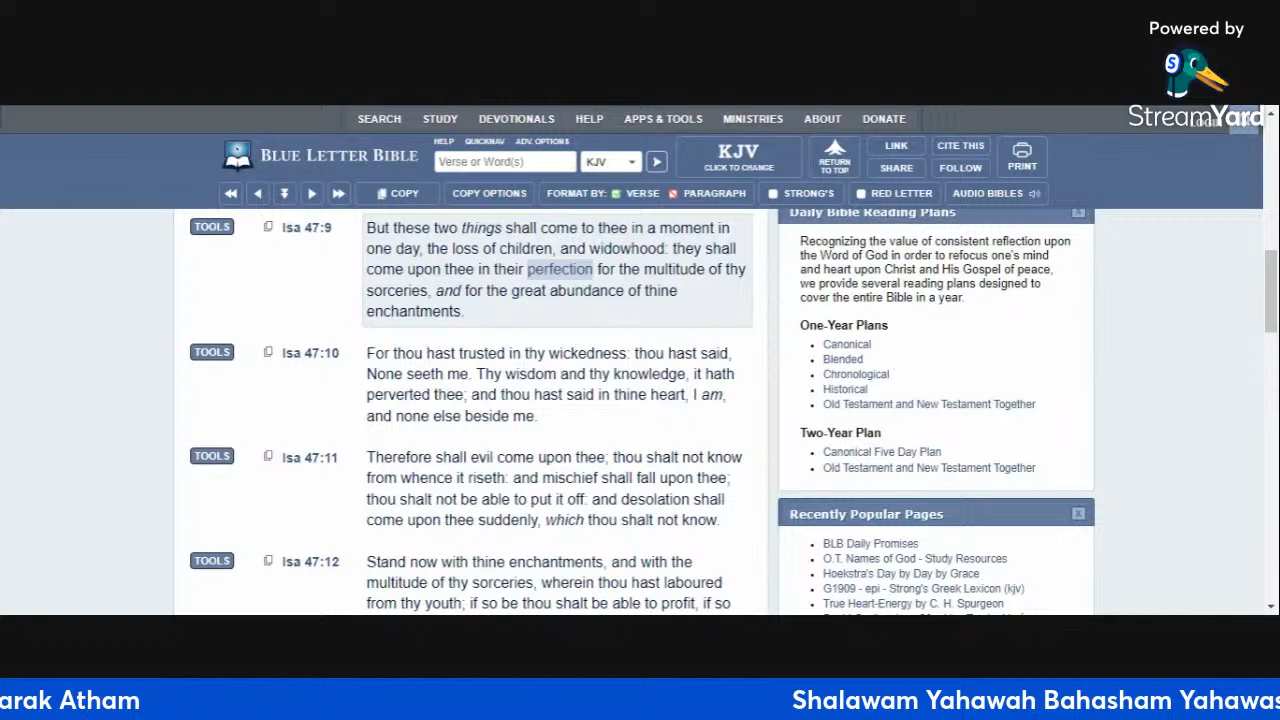 Powered by
StreamYard
SEARCH STUDY DEVOTIONALS HELP APPS & TOOLS MINISTRIES ABOUT DONATE
HELP QUICKNAV ADV. OPTIONS
BLUE LETTER BIBLE
Verse or Word(s)
KJV
KJV
CLICK TO CHANGE
RETURN
TO TOP
LINK
CITE THIS
SHARE
FOLLOW
PRINT
COPY COPY OPTIONS FORMAT BY: VERSE PARAGRAPH STRONG'S RED LETTER AUDIO BIBLES
TOOLS Isa 47:9
But these two things shall come to thee in a moment in
one day, the loss of children, and widowhood: they shall
come upon thee in their perfection for the multitude of thy
sorceries, and for the great abundance of thine
enchantments.
TOOLS Isa 47:10
For thou hast trusted in thy wickedness: thou hast said,
None seeth me. Thy wisdom and thy knowledge, it hath
perverted thee; and thou hast said in thine heart, I am,
and none else beside me.
TOOLS Isa 47:11
Therefore shall evil come upon thee; thou shalt not know
from whence it riseth: and mischief shall fall upon thee;
thou shalt not be able to put it off: and desolation shall
come upon thee suddenly, which thou shalt not know.
TOOLS Isa 47:12
Stand now with thine enchantments, and with the
multitude of thy sorceries, wherein thou hast laboured
from thy youth; if so be thou shalt be able to profit, if so
Daily Bible Reading Plans
Recognizing the value of consistent reflection upon
the Word of God in order to refocus one's mind
and heart upon Christ and His Gospel of peace,
we provide several reading plans designed to
cover the entire Bible in a year.
One-Year Plans
Canonical
Blended
Chronological
Historical
Old Testament and New Testament Together
Two-Year Plan
Canonical Five Day Plan
Old Testament and New Testament Together
Recently Popular Pages
BLB Daily Promises
O.T. Names of God - Study Resources
Hoekstra's Day by Day by Grace
G1909 - epi - Strong's Greek Lexicon (kjv)
True Heart-Energy by C. H. Spurgeon
arak Atham
Shalawam Yahawah Bahasham Yahawas